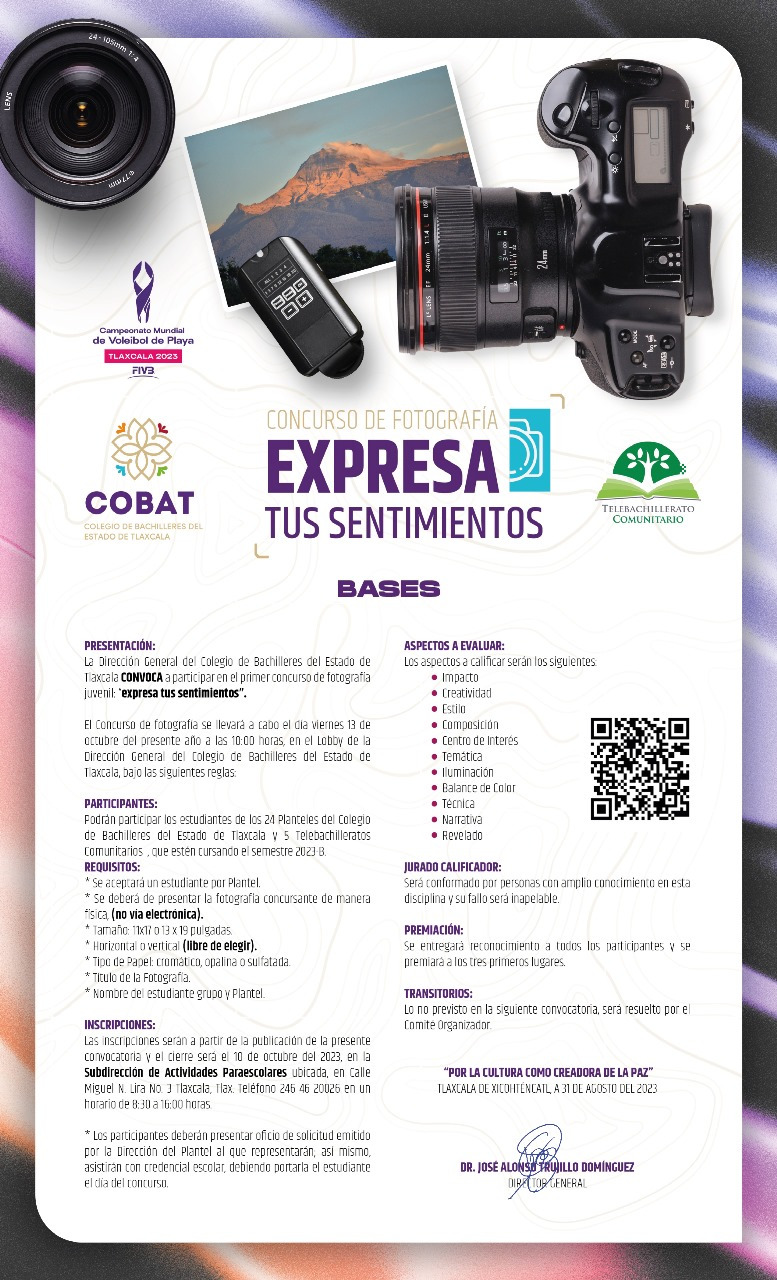 24-105mm 1:4
LENS
ø77mm
24mm
Campeonato Mundial
de Voleibol de Playa
TLAXCALA 2023
FIVB
COBAT
COLEGIO DE BACHILLERES DEL
ESTADO DE TLAXCALA
CONCURSO DE FOTOGRAFÍA
EXPRESA
TUS SENTIMIENTOS
TELEBACHILLERATO
COMUNITARIO
BASES
PRESENTACIÓN:
La Dirección General del Colegio de Bachilleres del Estado de
Tlaxcala CONVOCA a participar en el primer concurso de fotografía
juvenil: "expresa tus sentimientos".
El Concurso de fotografía se llevará a cabo el día viernes 13 de
octubre del presente año a las 10:00 horas, en el Lobby de la
Dirección General del Colegio de Bachilleres del Estado de
Tlaxcala, bajo las siguientes reglas:
PARTICIPANTES:
Podrán participar los estudiantes de los 24 Planteles del Colegio
de Bachilleres del Estado de Tlaxcala y 5 Telebachilleratos
Comunitarios , que estén cursando el semestre 2023-B.
REQUISITOS:
* Se aceptará un estudiante por Plantel.
* Se deberá de presentar la fotografía concursante de manera
física, (no vía electrónica).
* Tamaño: 11x17 o 13 x 19 pulgadas.
* Horizontal o vertical (libre de elegir).
* Tipo de Papel: cromático, opalina o sulfatada.
* Titulo de la Fotografía.
* Nombre del estudiante grupo y Plantel.
INSCRIPCIONES:
Las inscripciones serán a partir de la publicación de la presente
convocatoria y el cierre será el 10 de octubre del 2023, en la
Subdirección de Actividades Paraescolares ubicada, en Calle
Miguel N. Lira No. 3 Tlaxcala; Tlax. Teléfono 246 46 20026 en un
horario de 8:30 a 16:00 horas.
* Los participantes deberán presentar oficio de solicitud emitido
por la Dirección del Plantel al que representarán; así mismo,
asistirán con credencial escolar, debiendo portarla el estudiante
el día del concurso.
ASPECTOS A EVALUAR:
Los aspectos a calificar serán los siguientes:
Impacto
Creatividad
Estilo
Composición
Centro de Interés
Temática
Iluminación
Balance de Color
Técnica
Narrativa
Revelado
JURADO CALIFICADOR:
Será conformado por personas con amplio conocimiento en esta
disciplina y su fallo será inapelable.
PREMIACIÓN:
Se entregará reconocimiento a todos los participantes y se
premiará a los tres primeros lugares.
TRANSITORIOS:
Lo no previsto en la siguiente convocatoria, será resuelto por el
Comité Organizador.
"POR LA CULTURA COMO CREADORA DE LA PAZ"
TLAXCALA DE XICOHTÉNCATL, A 31 DE AGOSTO DEL 2023
DR. JOSÉ ALONSO TRUJILLO DOMÍNGUEZ
DIRECTOR GENERAL